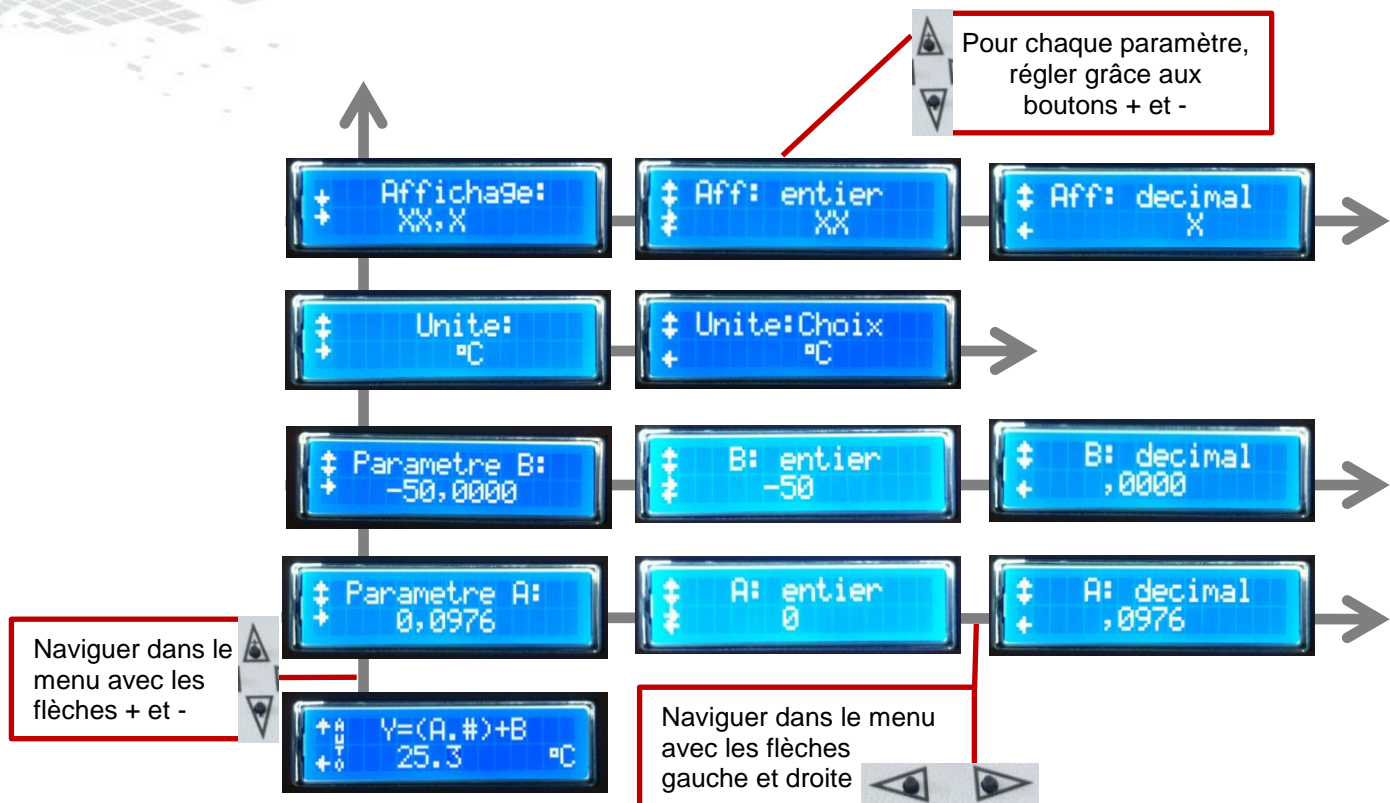 Pour chaque paramètre,
régler grâce aux
boutons + et -
Affichage:
XX,X
Aff: entier
XX
Aff: decimal
X
Unite:
°C
Unite:Choix
°C
Parametre B:
-50,0000
B: entier
-50
B: decimal
,0000
Parametre A:
0,0976
A: entier
0
A: decimal
,0976
Naviguer dans le
menu avec les
flèches + et -
AUTO
Y=(A.#)+B
25.3 °C
Naviguer dans le menu
avec les flèches
gauche et droite